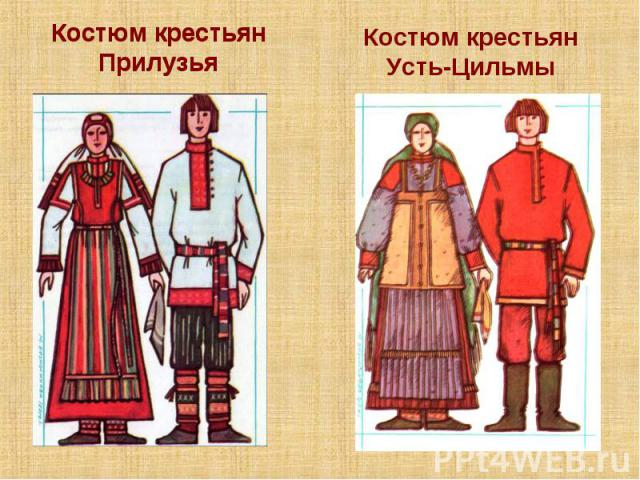 Костюм крестьян
Прилузья
Костюм крестьян
Усть-Цильмы
PPt4WEB.ru